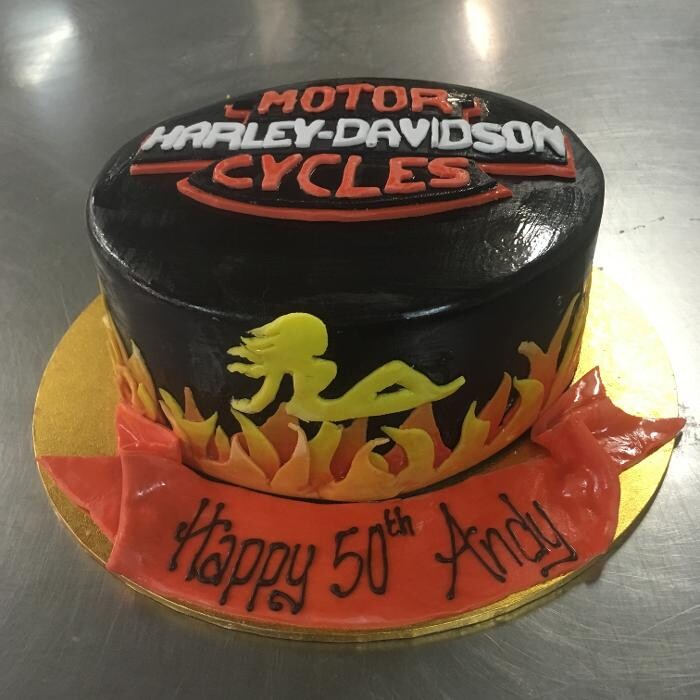 MOTOR
HARLEY-DAVIDSON
CYCLES
Happy 50th Andy